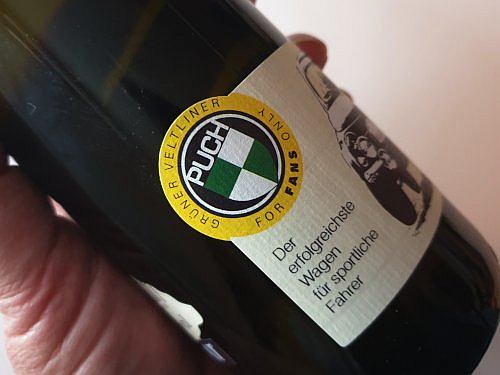 GRÜNER VELTLINER
FOR FANS ONLY
PUCH
Der
erfolgreichste
Wagen
für sportliche
Fahrer